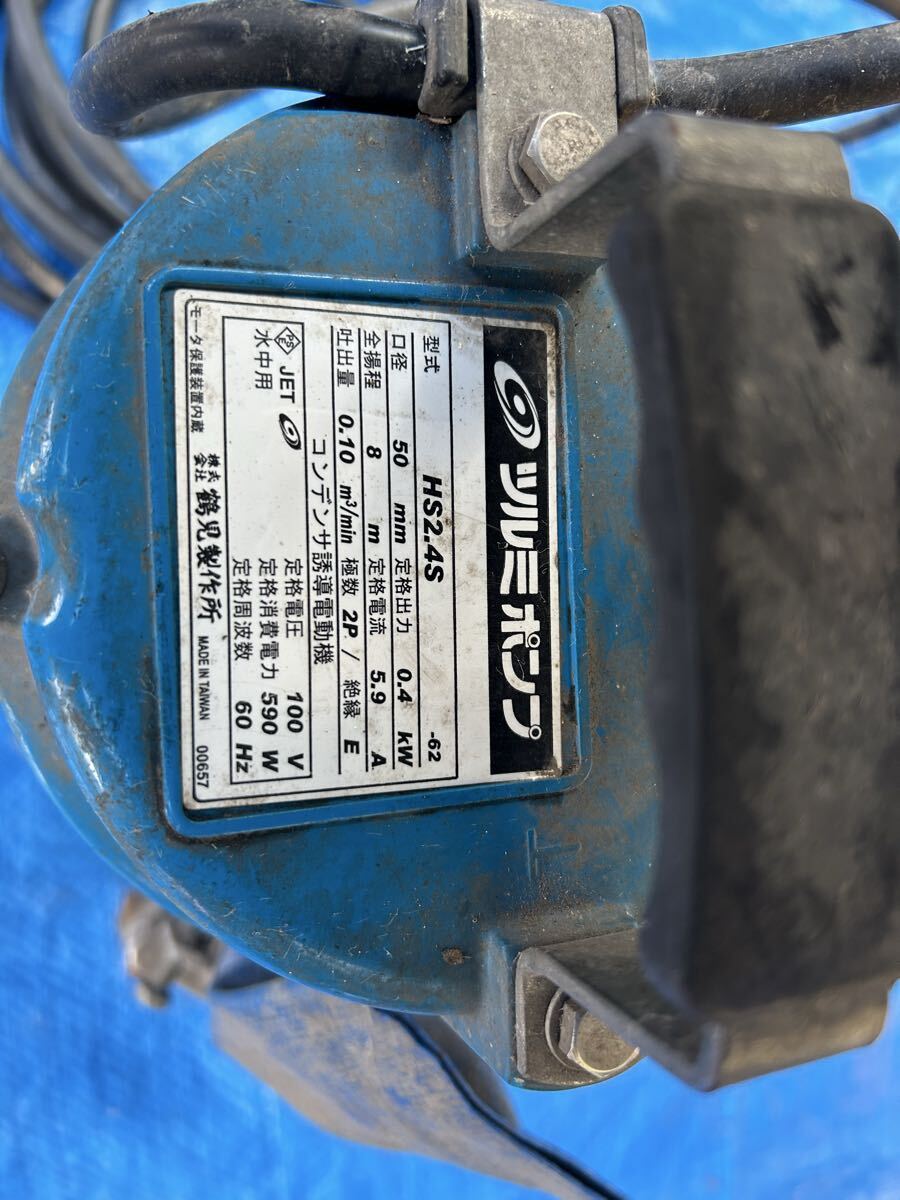 ツルミポンプ
型式 HS2.4S -62
口径 50 mm 定格出力 0.4 kW
全揚程 8 m 定格電流 5.9 A
吐出量 0.10 m³/min 極数 2P / 絶縁 E
コンデンサ誘導電動機
PS E JET 定格電圧 100 V
水中用 定格消費電力 590 W
定格周波数 60 Hz
モータ保護装置内蔵 株式会社 鶴見製作所 MADE IN TAIWAN 00657